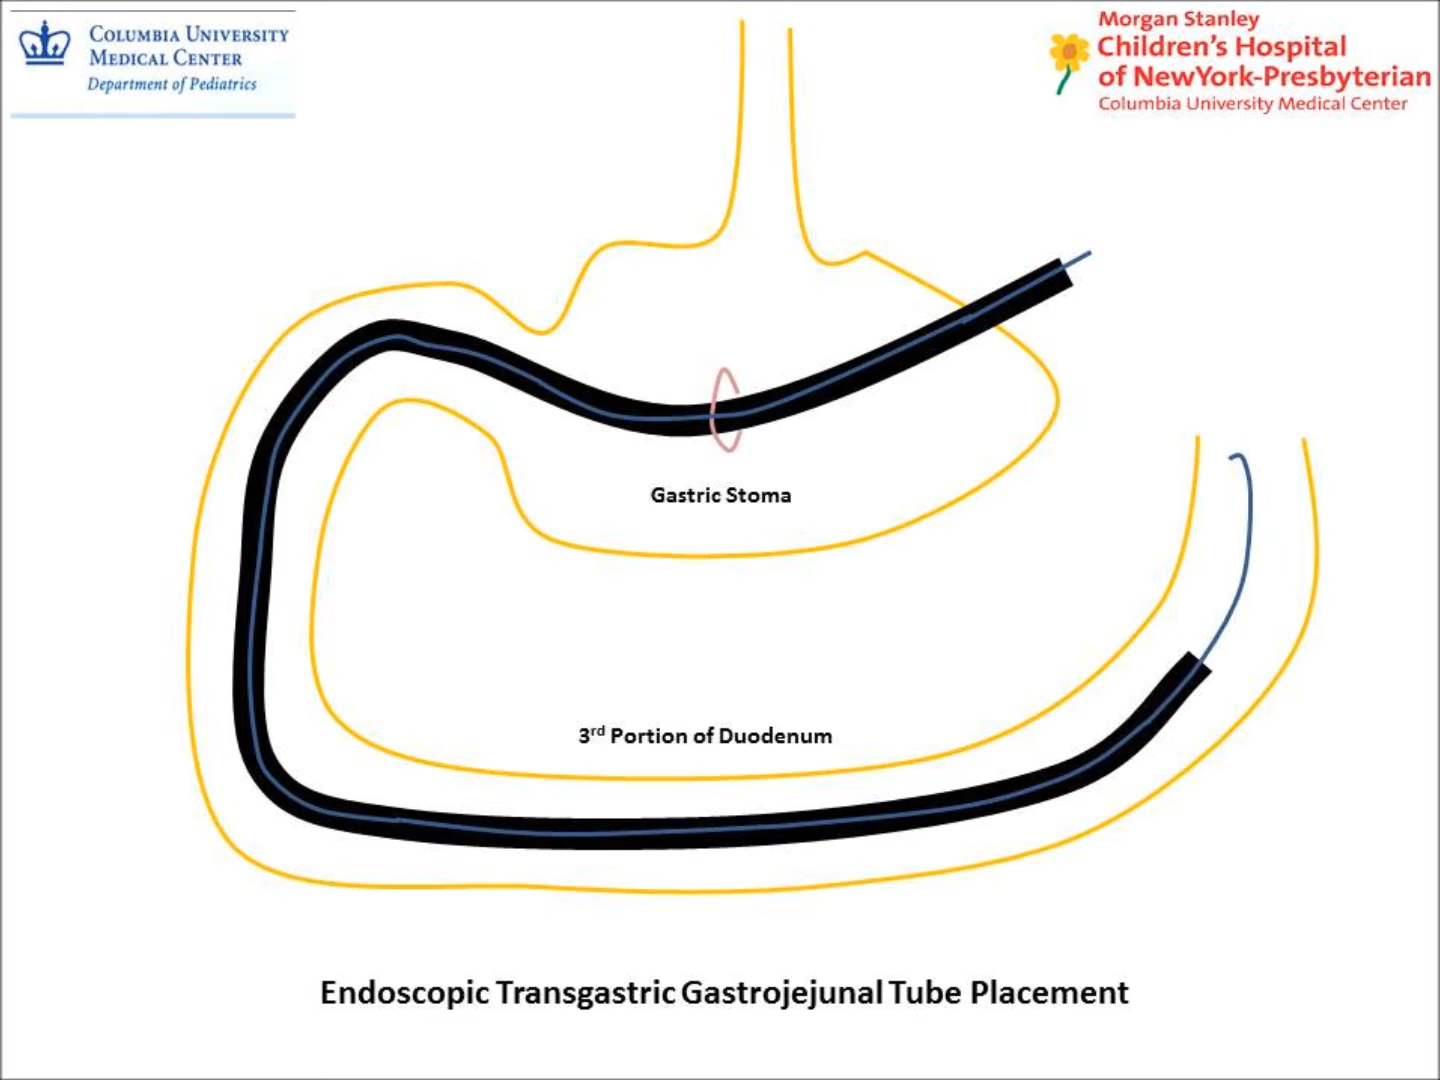 COLUMBIA UNIVERSITY
MEDICAL CENTER
Department of Pediatrics
Morgan Stanley
Children's Hospital
of NewYork-Presbyterian
Columbia University Medical Center
Gastric Stoma
3rd Portion of Duodenum
Endoscopic Transgastric Gastrojejunal Tube Placement